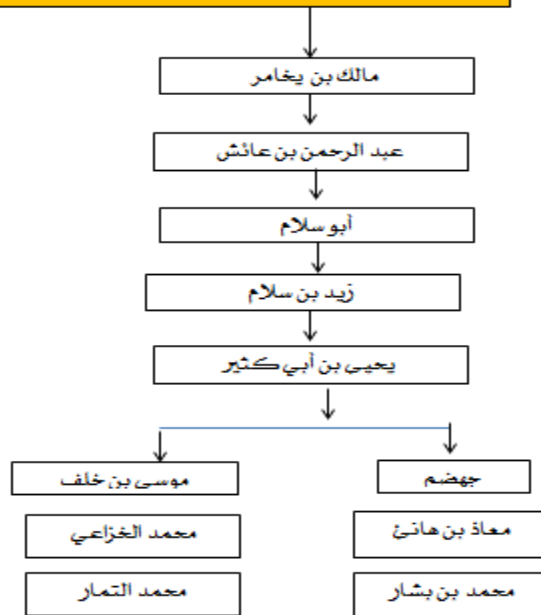 مالك بن يخامر
عبد الرحمن بن عائش
أبو سلام
زيد بن سلام
يحيى بن أبي كثير
جهضم
موسى بن خلف
معاذ بن هانئ
محمد الخزاعي
محمد بن بشار
محمد التمار